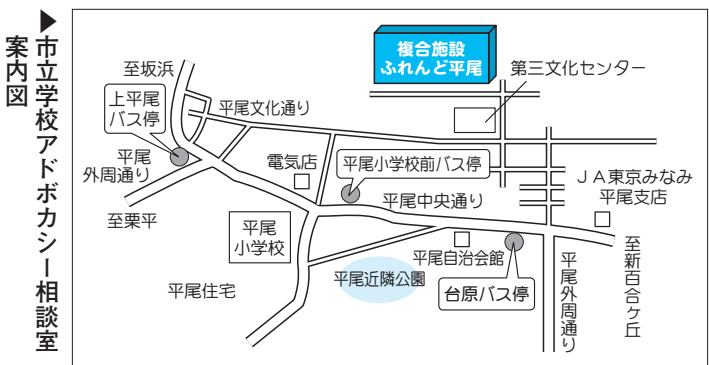 ▶市立学校アドボカシー相談室
案内図
複合施設
ふれんど平尾
至坂浜
第三文化センター
上平尾
バス停
平尾文化通り
平尾
外周通り
電気店
平尾小学校前バス停
ＪＡ東京みなみ
平尾支店
平尾中央通り
至栗平
平尾
小学校
平尾自治会館
至新百合ヶ丘
平尾近隣公園
平尾住宅
台原バス停
平尾外周通り